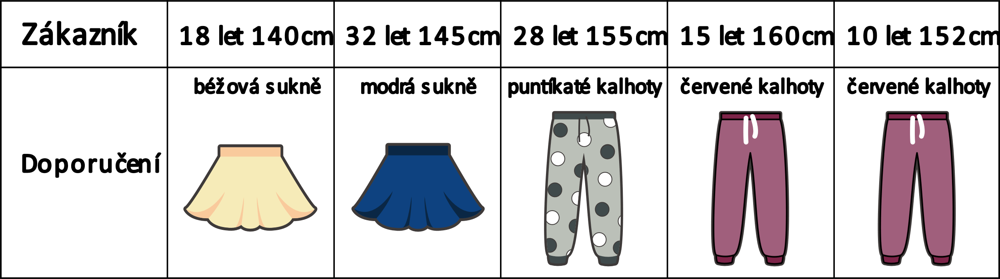 Zákazník 18 let 140cm 32 let 145cm 28 let 155cm 15 let 160cm 10 let 152cm
Doporučení béžová sukně modrá sukně puntíkaté kalhoty červené kalhoty červené kalhoty